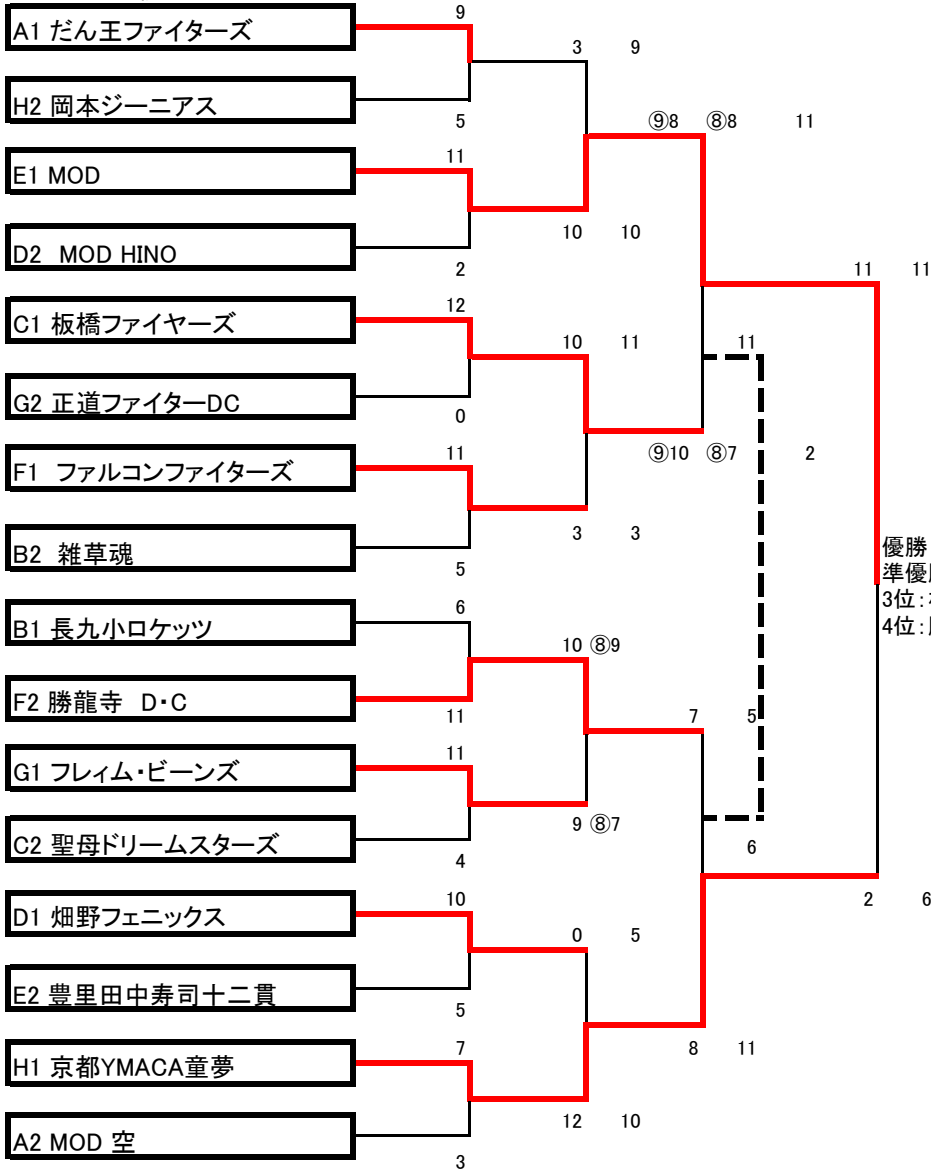 9
A1 だん王ファイターズ
3 9
H2 岡本ジーニアス
5
⑨8 ⑧8 11
11
E1 MOD
10 10
D2 MOD HINO
2
11 11
12
C1 板橋ファイヤーズ
10 11
11
G2 正道ファイターDC
0
11
⑨10 ⑧7 2
F1 ファルコンファイターズ
3 3
B2 雑草魂
5
優勝
準優
3位:
4位:
6
B1 長九小ロケッツ
10 ⑧9
F2 勝龍寺 D・C
11
7 5
11
G1 フレィム・ビーンズ
9 ⑧7
C2 聖母ドリームスターズ
4
6
10
2 6
D1 畑野フェニックス
0 5
E2 豊里田中寿司十二貫
5
7
8 11
H1 京都YMACA童夢
12 10
A2 MOD 空
3